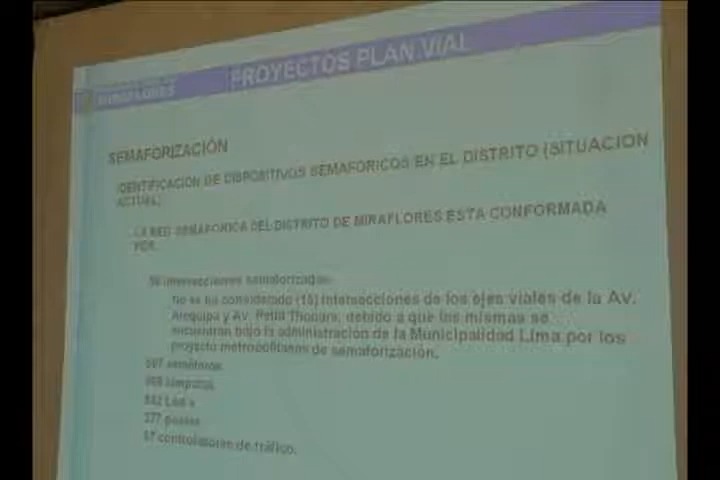 PROYECTOS PLAN VIAL
MIRAFLORES
SEMAFORIZACIÓN
IDENTIFICACION DE DISPOSITIVOS SEMAFORICOS EN EL DISTRITO (SITUACION
ACTUAL)
LA RED SEMAFORICA DEL DISTRITO DE MIRAFLORES ESTA CONFORMADA
POR:
intersecciones semaforizadas.
No se ha considerado (15) intersecciones de los ejes viales de la Av.
Arequipa y Av. Petit Thouars, debido a que los mismas se
encuentran bajo la administración de la Municipalidad Lima por los
proyecto metropolitanos de semaforización.
semáforos
lámparas
Led s
377 postes
57 controladores de tráfico.